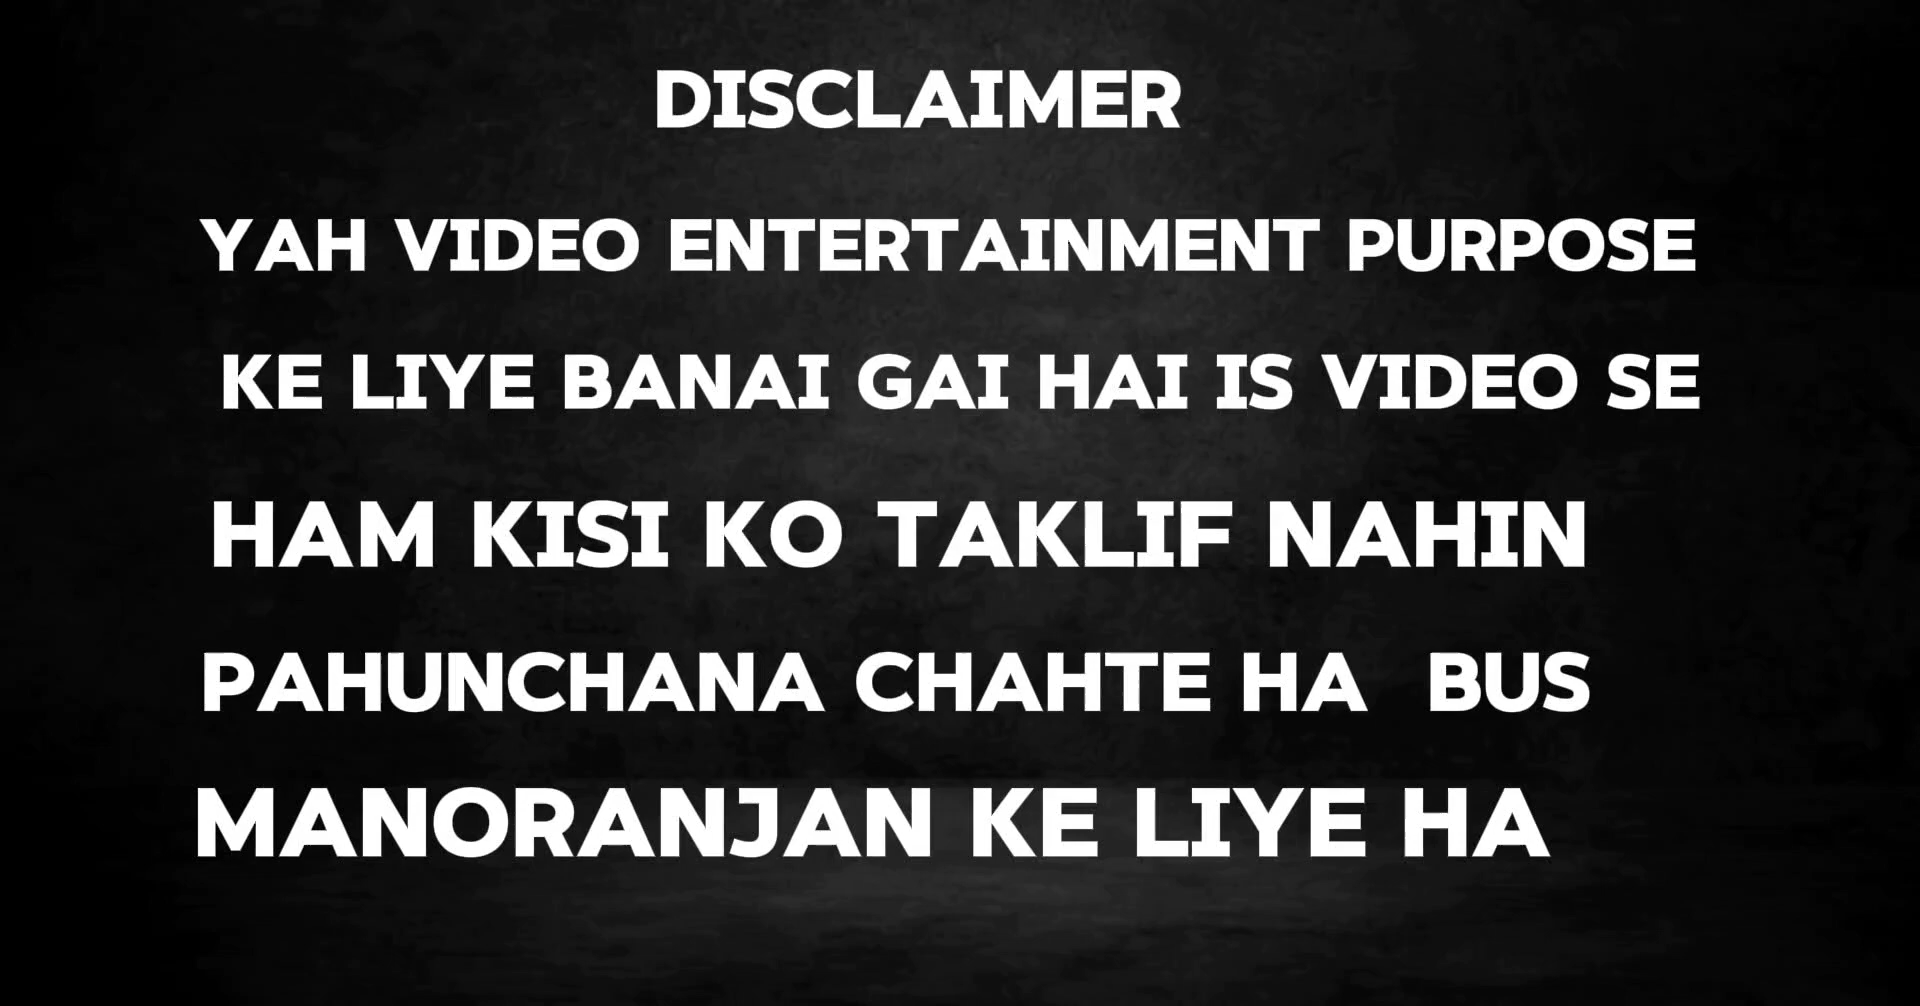 DISCLAIMER
YAH VIDEO ENTERTAINMENT PURPOSE
KE LIYE BANAI GAI HAI IS VIDEO SE
HAM KISI KO TAKLIF NAHIN
PAHUNCHANA CHAHTE HA BUS
MANORANJAN KE LIYE HA